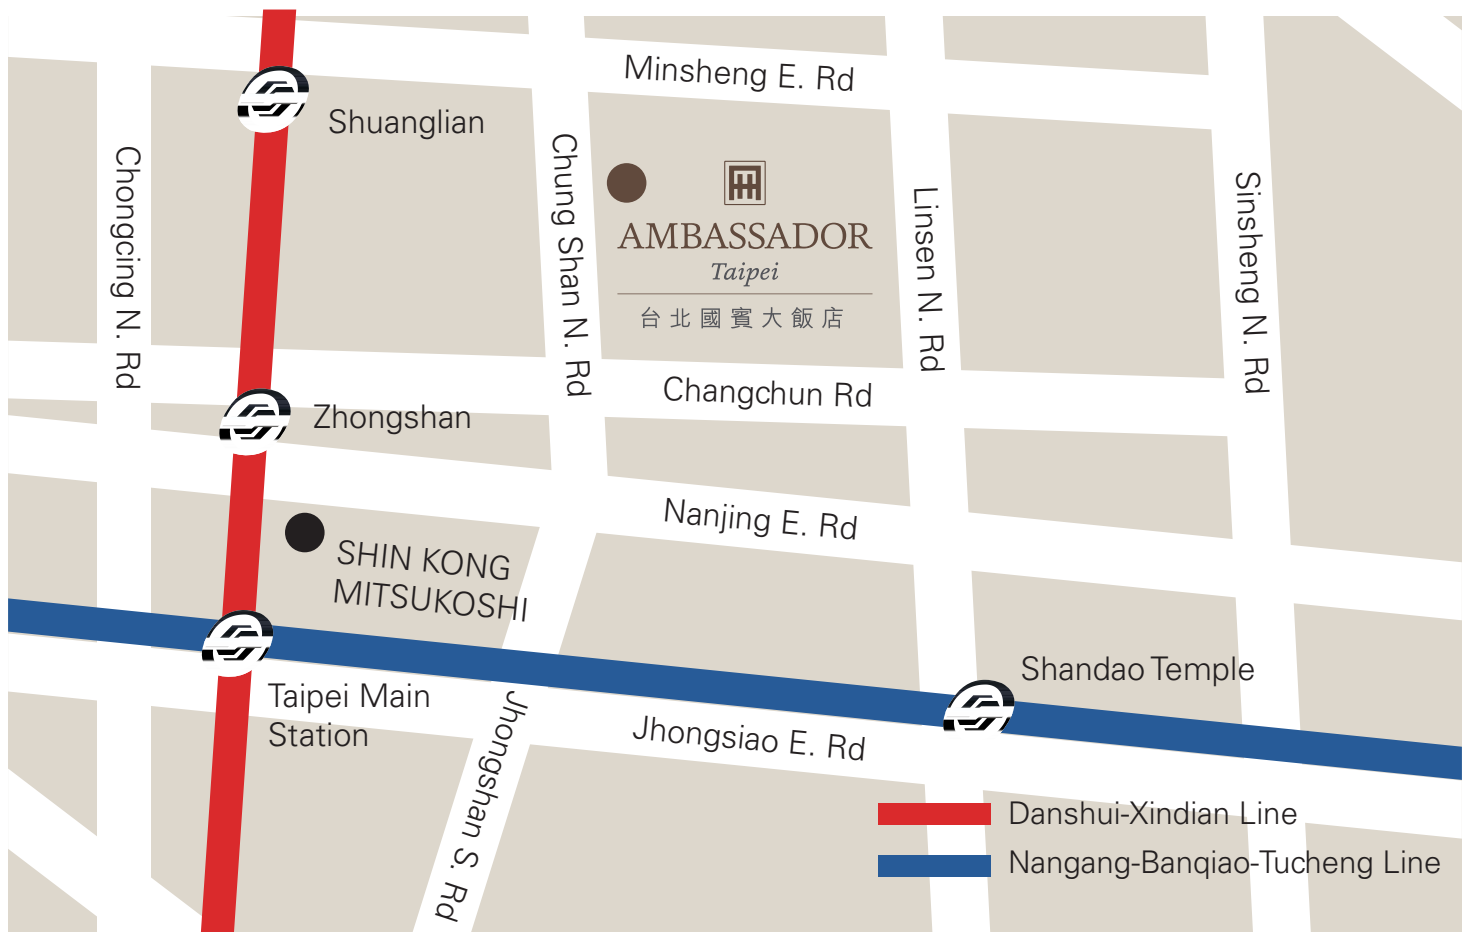 Minsheng E. Rd
Shuanglian
Chongcing N. Rd
Chung Shan N. Rd
AMBASSADOR
Taipei
台北國賓大飯店
Linsen N. Rd
Sinsheng N. Rd
Changchun Rd
Zhongshan
Nanjing E. Rd
SHIN KONG
MITSUKOSHI
Shandao Temple
Taipei Main
Station
Jhongshan S. Rd
Jhongsiao E. Rd
Danshui-Xindian Line
Nangang-Banqiao-Tucheng Line